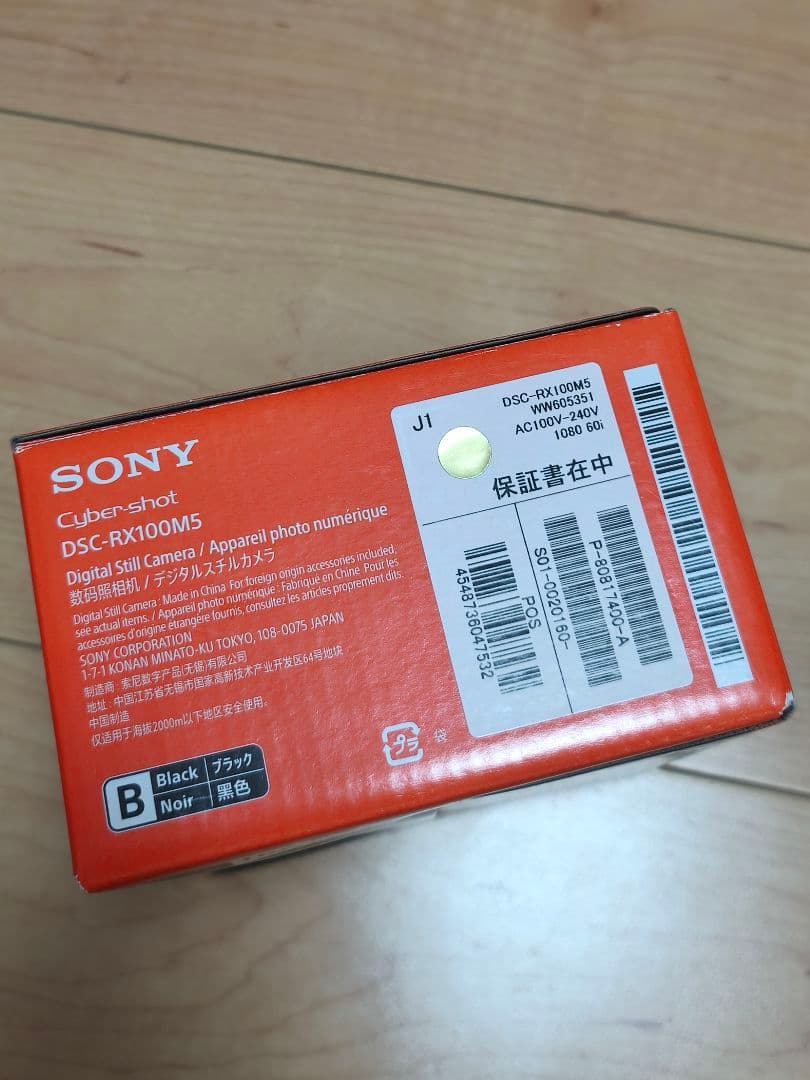 SONY
Cyber-shot
DSC-RX100M5
Digital Still Camera / Appareil photo numérique
数码照相机 / デジタルスチルカメラ
Digital Still Camera : Made in China For foreign origin accessories included,
see actual items. / Appareil photo numérique : Fabriqué en Chine Pour les
accessoires d'origine étrangère fournis, consultez les articles proprement dits.
SONY CORPORATION
1-7-1 KONAN MINATO-KU TOKYO, 108-0075 JAPAN
制造商 : 索尼数字产品(无锡)有限公司
地址 : 中国江苏省无锡市国家高新技术产业开发区64号地块
中国制造
仅适用于海拔2000m以下地区安全使用。
B
Black
ブラック
Noir
黑色
プラ
袋
J1
DSC-RX100M5
WW605351
AC100V-240V
1080 60i
保証書在中
POS
4548736047532
S01-0020160-
P-80817400-A